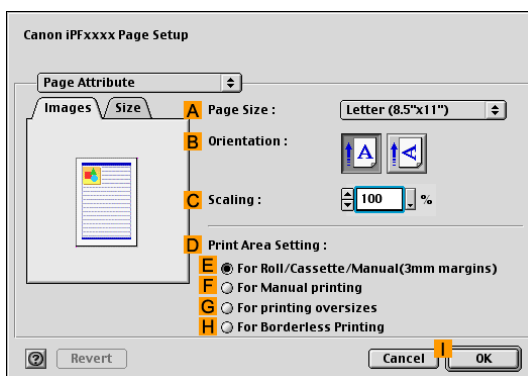 Canon iPFxxxx Page Setup
Page Attribute
Images Size
A Page Size : Letter (8.5"x11")
B Orientation : A A
C Scaling : 100 %
D Print Area Setting :
E For Roll/Cassette/Manual(3mm margins)
F For Manual printing
G For printing oversizes
H For Borderless Printing
? Revert Cancel I OK